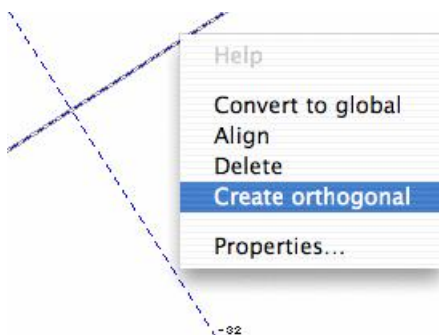 Help
Convert to global
Align
Delete
Create orthogonal
Properties...
-32